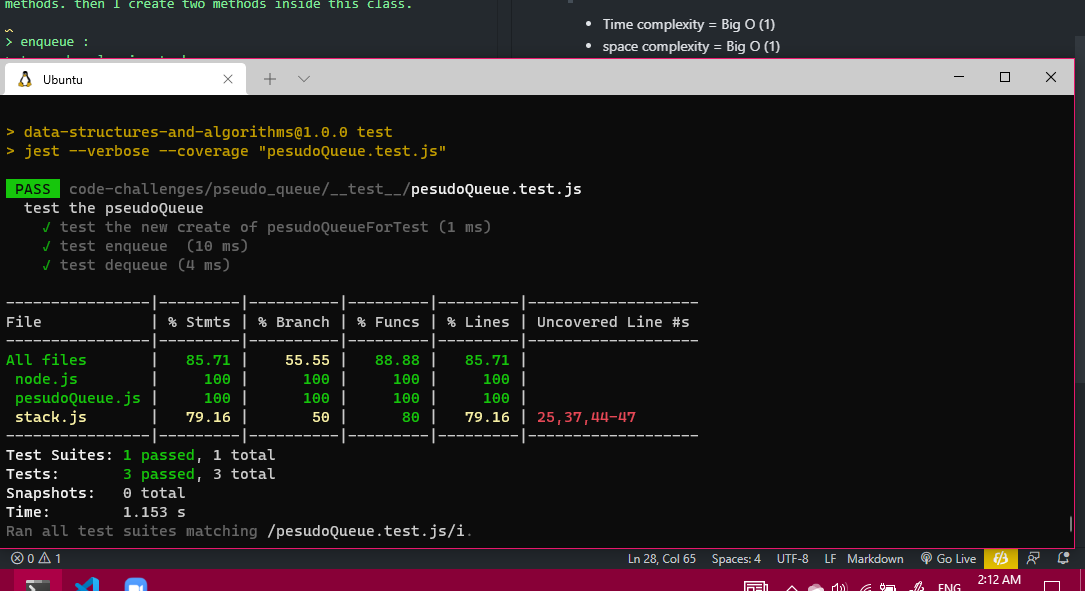 methods. then I create two methods inside this class.
Time complexity = Big O (1)
> enqueue :
space complexity = Big O (1)
Ubuntu
> data-structures-and-algorithms@1.0.0 test
> jest --verbose --coverage "pesudoQueue.test.js"
PASS code-challenges/pseudo_queue/__test__/pesudoQueue.test.js
test the pseudoQueue
√ test the new create of pesudoQueueForTest (1 ms)
√ test enqueue  (10 ms)
√ test dequeue (4 ms)
----------------|---------|----------|---------|---------|-------------------
File            | % Stmts | % Branch | % Funcs | % Lines | Uncovered Line #s
----------------|---------|----------|---------|---------|-------------------
All files       |   85.71 |    55.55 |   88.88 |   85.71 |
 node.js        |     100 |      100 |     100 |     100 |
 pesudoQueue.js |     100 |      100 |     100 |     100 |
 stack.js       |   79.16 |       50 |      80 |   79.16 | 25,37,44-47
----------------|---------|----------|---------|---------|-------------------
Test Suites: 1 passed, 1 total
Tests:       3 passed, 3 total
Snapshots:   0 total
Time:        1.153 s
Ran all test suites matching /pesudoQueue.test.js/i.
0 1 Ln 28, Col 65 Spaces: 4 UTF-8 LF Markdown Go Live
ENG 2:12 AM